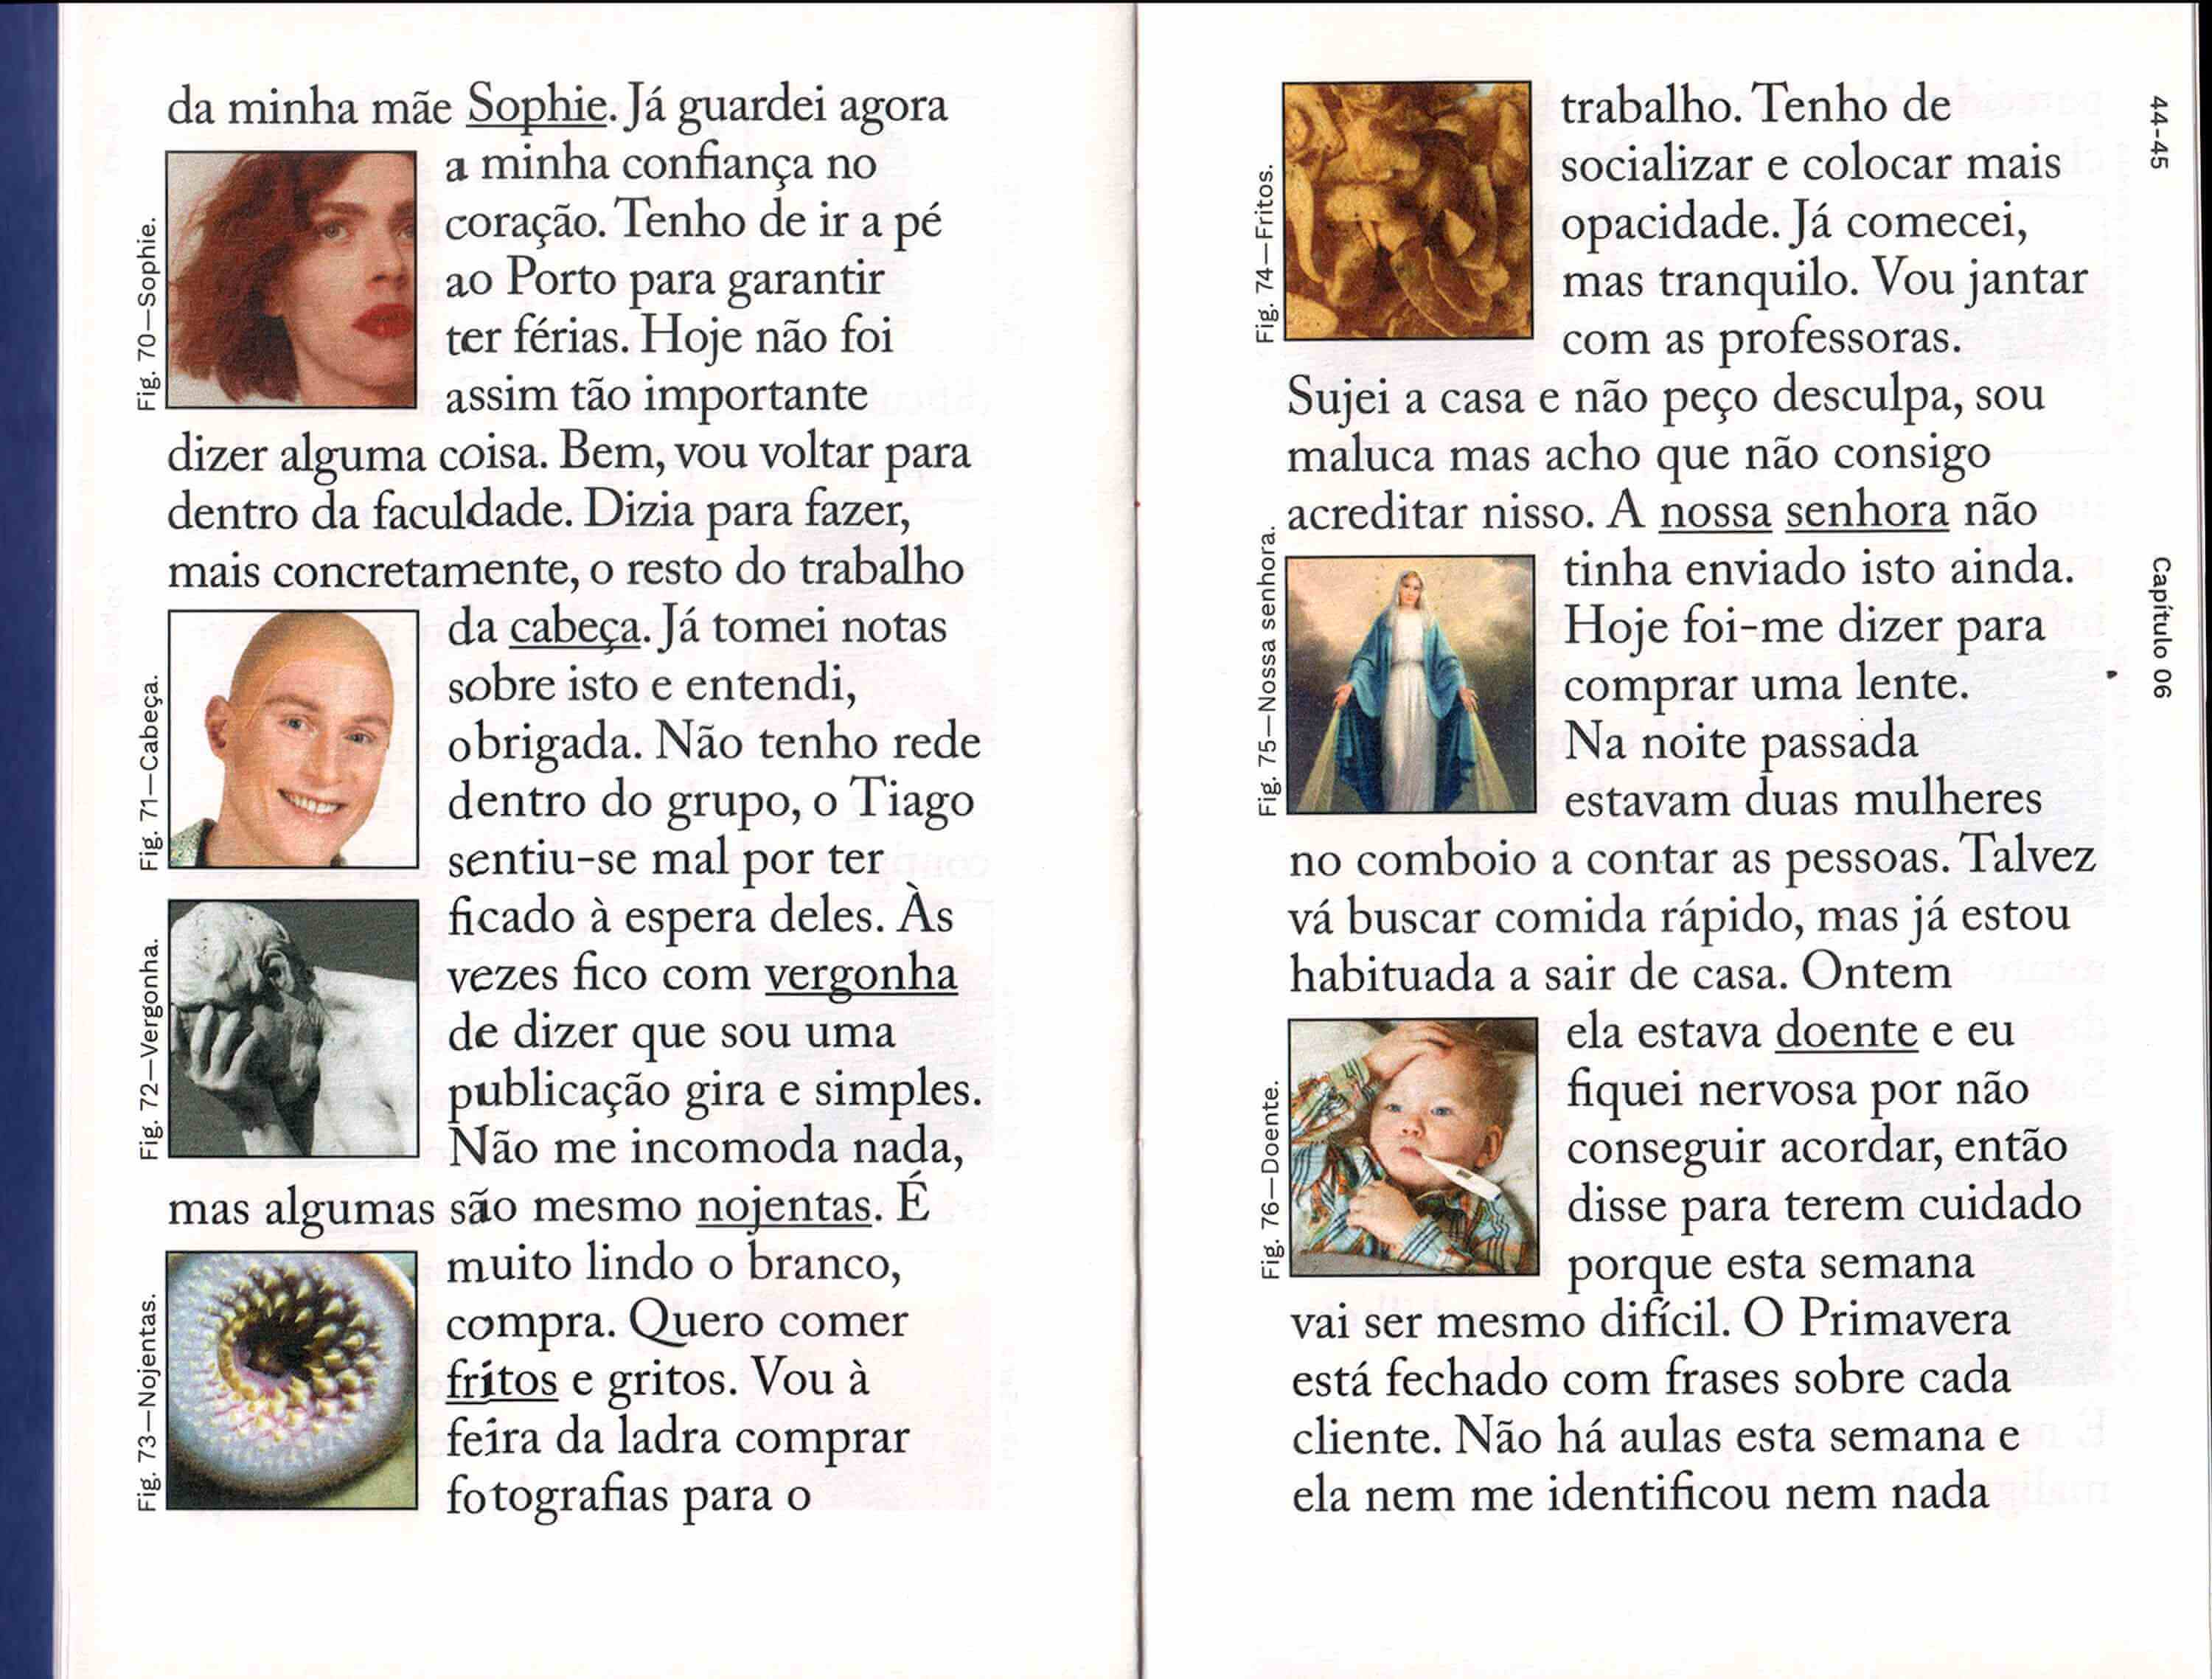 da minha mãe Sophie. Já guardei agora
a minha confiança no
coração. Tenho de ir a pé
ao Porto para garantir
ter férias. Hoje não foi
assim tão importante
Fig. 70—Sophie.
dizer alguma coisa. Bem, vou voltar para
dentro da faculdade. Dizia para fazer,
mais concretamente, o resto do trabalho
da cabeça. Já tomei notas
sobre isto e entendi,
obrigada. Não tenho rede
dentro do grupo, o Tiago
sentiu-se mal por ter
Fig. 71—Cabeça.
ficado à espera deles. Às
vezes fico com vergonha
de dizer que sou uma
publicação gira e simples.
Não me incomoda nada,
Fig. 72—Vergonha.
mas algumas são mesmo nojentas. É
muito lindo o branco,
compra. Quero comer
fritos e gritos. Vou à
feira da ladra comprar
fotografias para o
Fig. 73—Nojentas.
trabalho. Tenho de
socializar e colocar mais
opacidade. Já comecei,
mas tranquilo. Vou jantar
com as professoras.
Fig. 74—Fritos.
Sujei a casa e não peço desculpa, sou
maluca mas acho que não consigo
acreditar nisso. A nossa senhora não
tinha enviado isto ainda.
Hoje foi-me dizer para
comprar uma lente.
Na noite passada
estavam duas mulheres
Fig. 75—Nossa senhora.
no comboio a contar as pessoas. Talvez
vá buscar comida rápido, mas já estou
habituada a sair de casa. Ontem
ela estava doente e eu
fiquei nervosa por não
conseguir acordar, então
disse para terem cuidado
porque esta semana
Fig. 76—Doente.
vai ser mesmo difícil. O Primavera
está fechado com frases sobre cada
cliente. Não há aulas esta semana e
ela nem me identificou nem nada
44-45
Capítulo 06